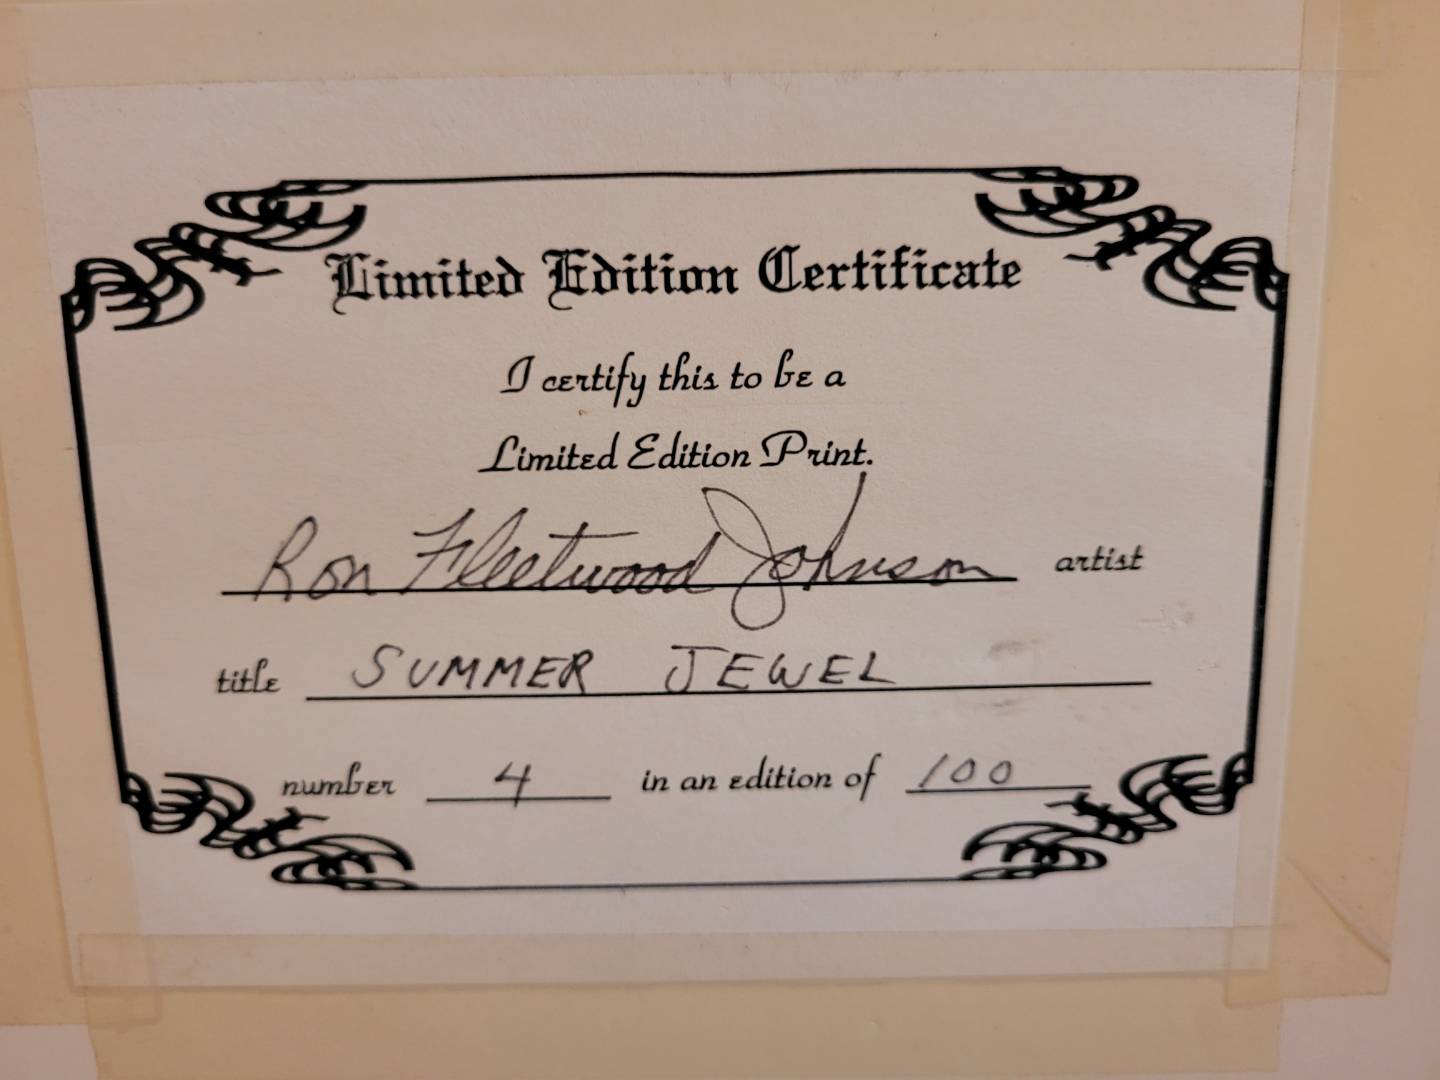 Limited Edition Certificate
I certify this to be a
Limited Edition Print.
Ron Fleetwood Johnson artist
title SUMMER JEWEL
number 4 in an edition of 100